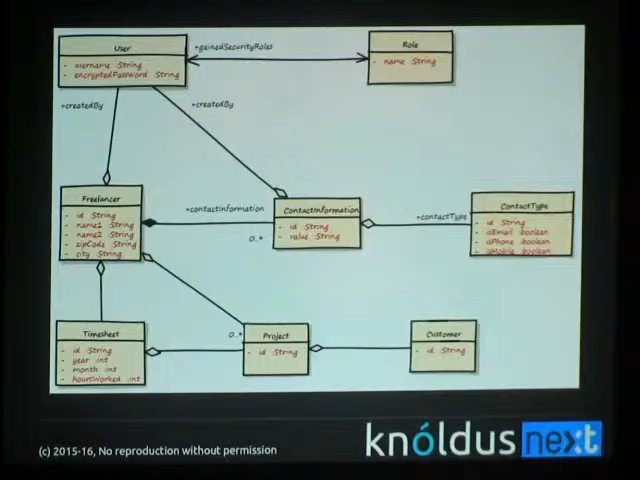 User
- username String
- encryptedPassword String
+gainedSecurityRoles
Role
- name String
+createdBy
+createdBy
Freelancer
- id String
- name1 String
- name2 String
- zipCode String
- city String
+contactInformation
0..*
ContactInformation
- id String
- value String
+contactType
ContactType
- id String
- isEmail boolean
- isPhone boolean
- isMobile boolean
0..*
Timesheet
- id String
- year int
- month int
- hoursWorked int
Project
- id String
Customer
- id String
(c) 2015-16, No reproduction without permission
knóldus next